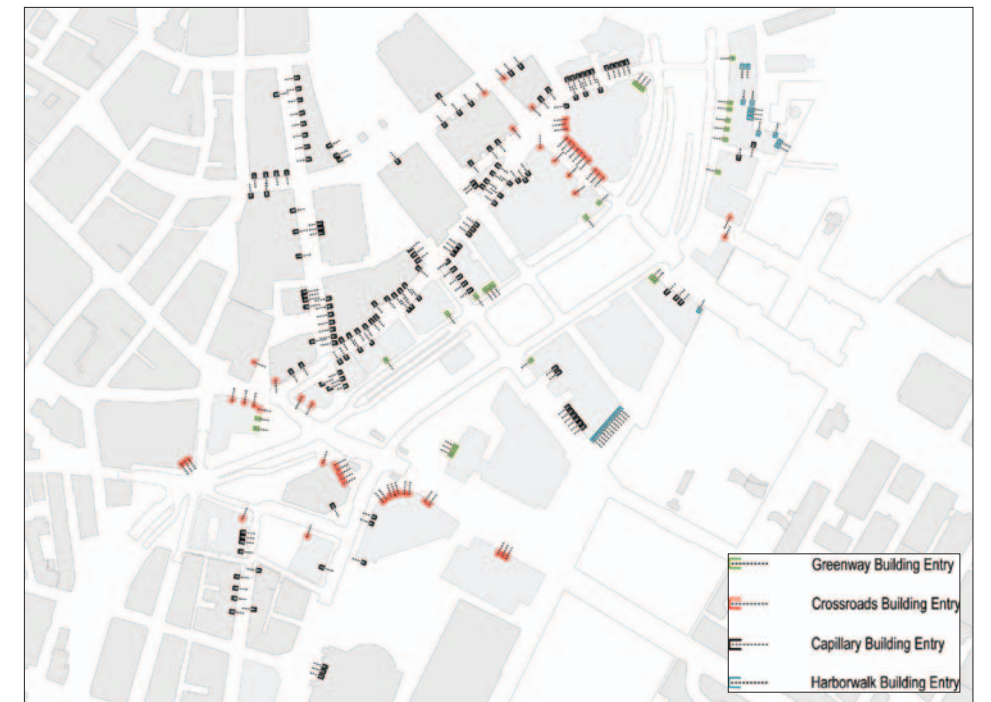 Greenway Building Entry
Crossroads Building Entry
Capillary Building Entry
Harborwalk Building Entry